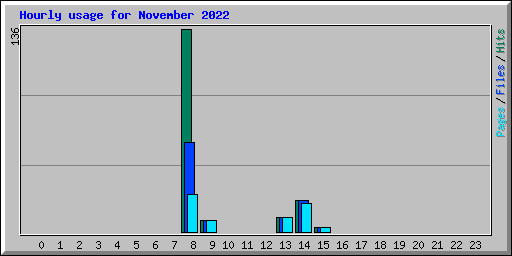 Hourly usage for November 2022
136
Pages/Files/Hits
0 1 2 3 4 5 6 7 8 9 10 11 12 13 14 15 16 17 18 19 20 21 22 23